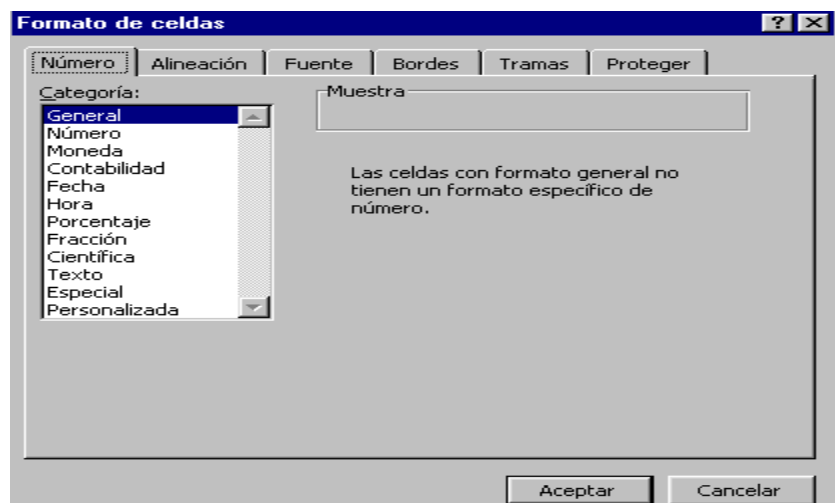 Formato de celdas
Número Alineación Fuente Bordes Tramas Proteger
Categoría:
General
Número
Moneda
Contabilidad
Fecha
Hora
Porcentaje
Fracción
Científica
Texto
Especial
Personalizada
Muestra
Las celdas con formato general no
tienen un formato específico de
número.
Aceptar Cancelar